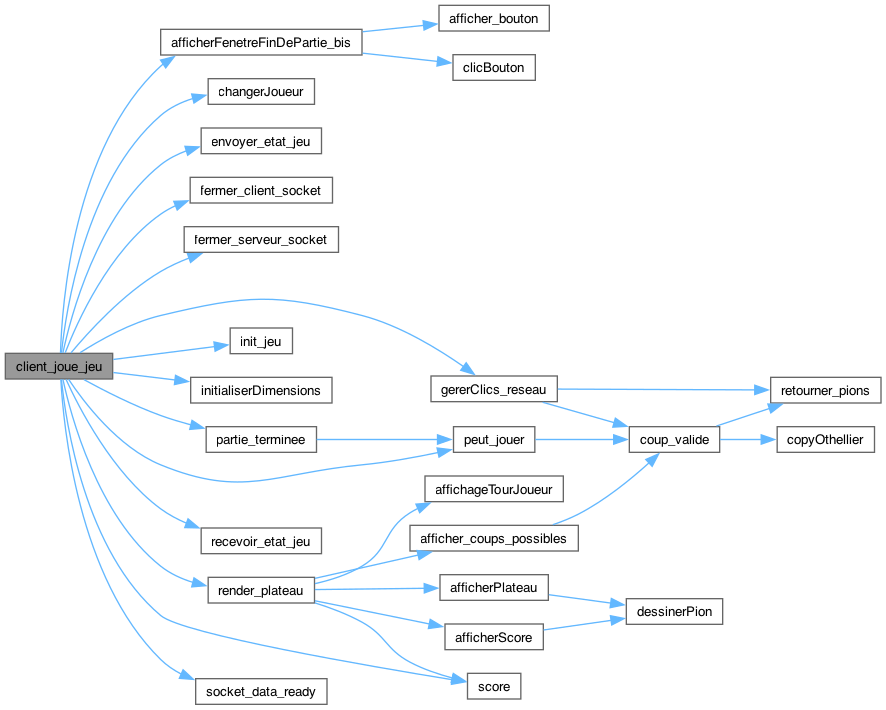 afficher_bouton
afficherFenetreFinDePartie_bis
clicBouton
changerJoueur
envoyer_etat_jeu
fermer_client_socket
fermer_serveur_socket
init_jeu
client_joue_jeu
initialiserDimensions
gererClics_reseau
retourner_pions
partie_terminee
peut_jouer
coup_valide
copyOthellier
affichageTourJoueur
recevoir_etat_jeu
afficher_coups_possibles
render_plateau
afficherPlateau
dessinerPion
afficherScore
socket_data_ready
score